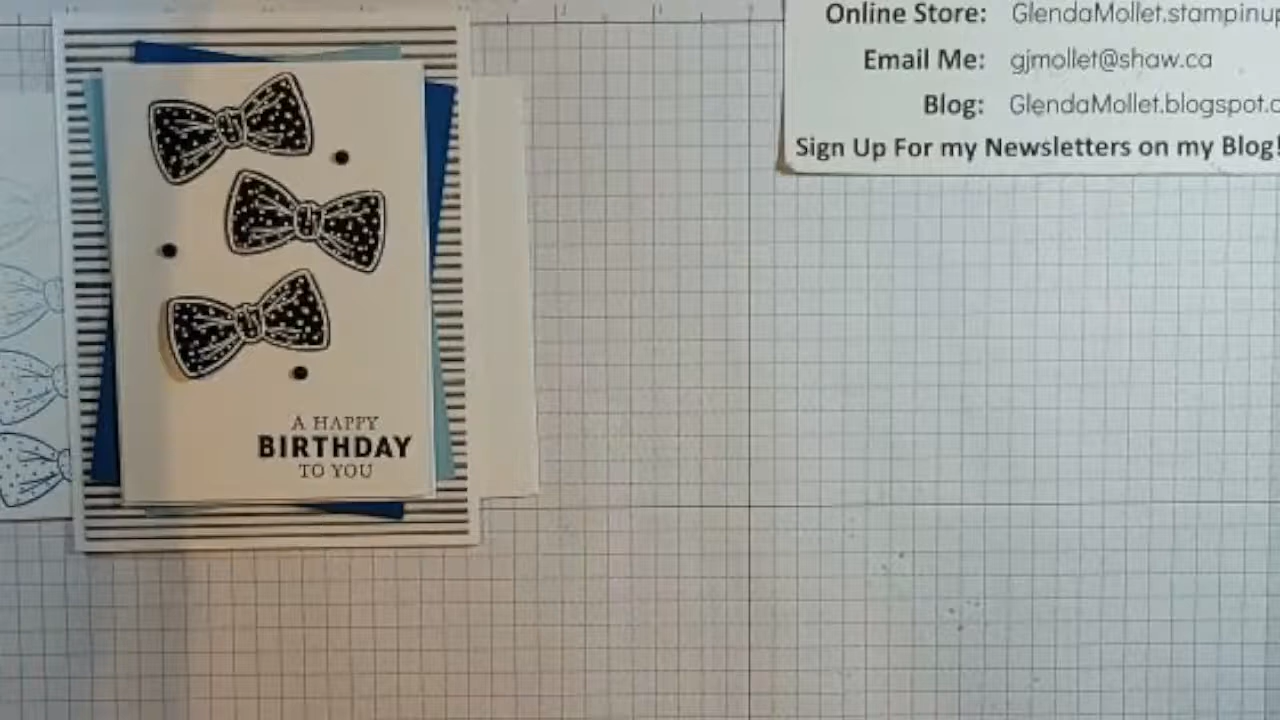 Online Store: GlendaMollet.stampinup
Email Me: gjmollet@shaw.ca
Blog: GlendaMollet.blogspot.c
Sign Up For my Newsletters on my Blog!
A HAPPY
BIRTHDAY
TO YOU